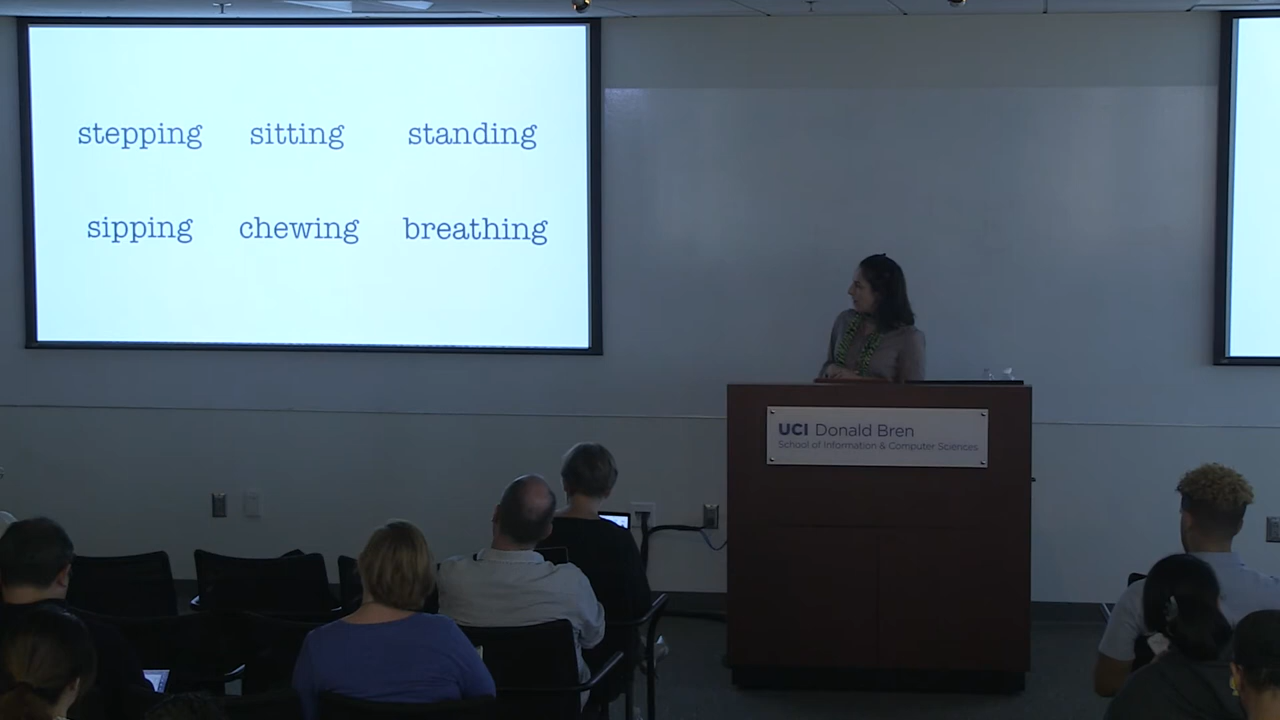 stepping sitting standing
sipping chewing breathing
UCI Donald Bren
School of Information & Computer Sciences